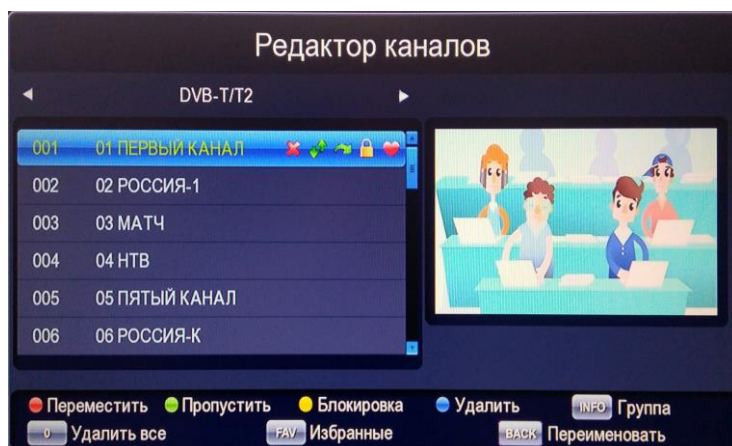 Редактор каналов
DVB-T/T2
001 01 ПЕРВЫЙ КАНАЛ
002 02 РОССИЯ-1
003 03 МАТЧ
004 04 НТВ
005 05 ПЯТЫЙ КАНАЛ
006 06 РОССИЯ-К
Переместить Пропустить Блокировка Удалить INFO Группа
0 Удалить все FAV Избранные BACK Переименовать